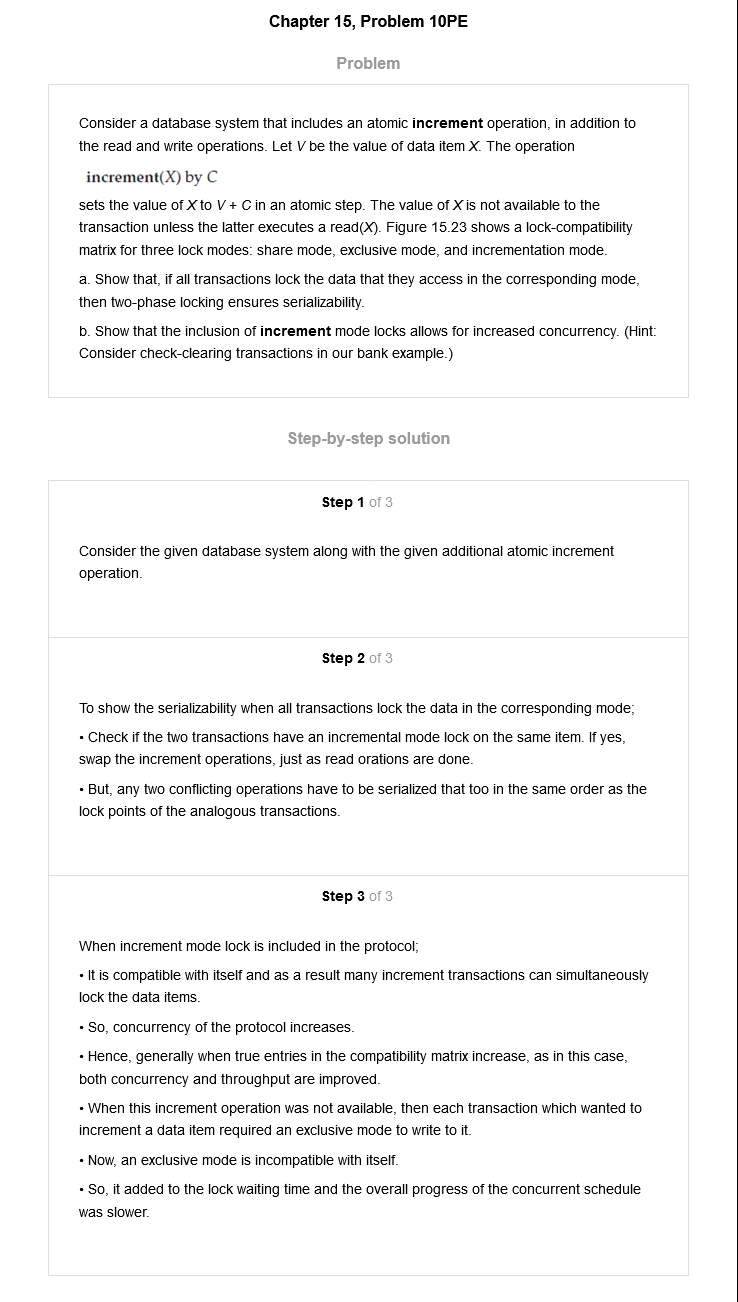 Chapter 15, Problem 10PE
Problem
Consider a database system that includes an atomic increment operation, in addition to
the read and write operations. Let V be the value of data item X. The operation
increment(X) by C
sets the value of X to V + C in an atomic step. The value of X is not available to the
transaction unless the latter executes a read(X). Figure 15.23 shows a lock-compatibility
matrix for three lock modes: share mode, exclusive mode, and incrementation mode.
a. Show that, if all transactions lock the data that they access in the corresponding mode,
then two-phase locking ensures serializability.
b. Show that the inclusion of increment mode locks allows for increased concurrency. (Hint:
Consider check-clearing transactions in our bank example.)
Step-by-step solution
Step 1 of 3
Consider the given database system along with the given additional atomic increment
operation.
Step 2 of 3
To show the serializability when all transactions lock the data in the corresponding mode;
• Check if the two transactions have an incremental mode lock on the same item. If yes,
swap the increment operations, just as read orations are done.
• But, any two conflicting operations have to be serialized that too in the same order as the
lock points of the analogous transactions.
Step 3 of 3
When increment mode lock is included in the protocol;
• It is compatible with itself and as a result many increment transactions can simultaneously
lock the data items.
• So, concurrency of the protocol increases.
• Hence, generally when true entries in the compatibility matrix increase, as in this case,
both concurrency and throughput are improved.
• When this increment operation was not available, then each transaction which wanted to
increment a data item required an exclusive mode to write to it.
• Now, an exclusive mode is incompatible with itself.
• So, it added to the lock waiting time and the overall progress of the concurrent schedule
was slower.